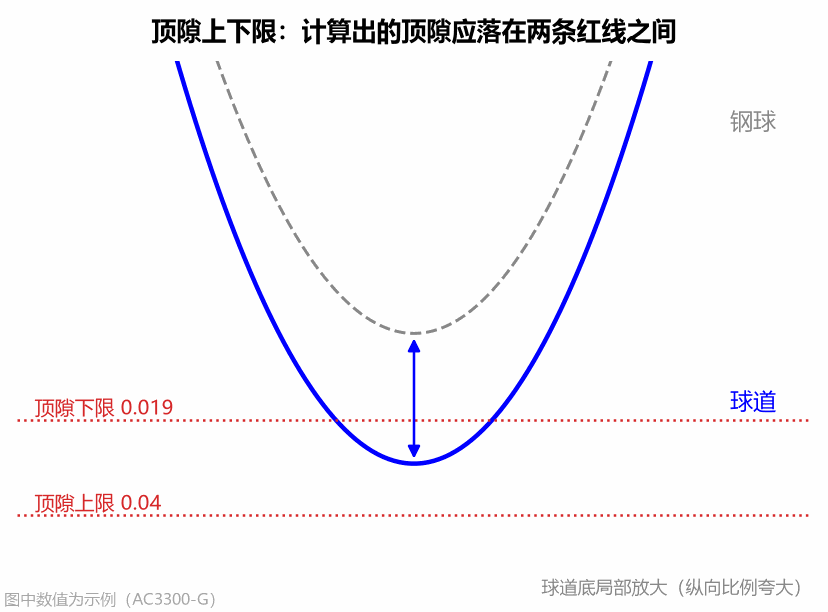 顶隙上下限：计算出的顶隙应落在两条红线之间
钢球
球道
顶隙下限 0.019
顶隙上限 0.04
球道底局部放大（纵向比例夸大）
图中数值为示例（AC3300-G）